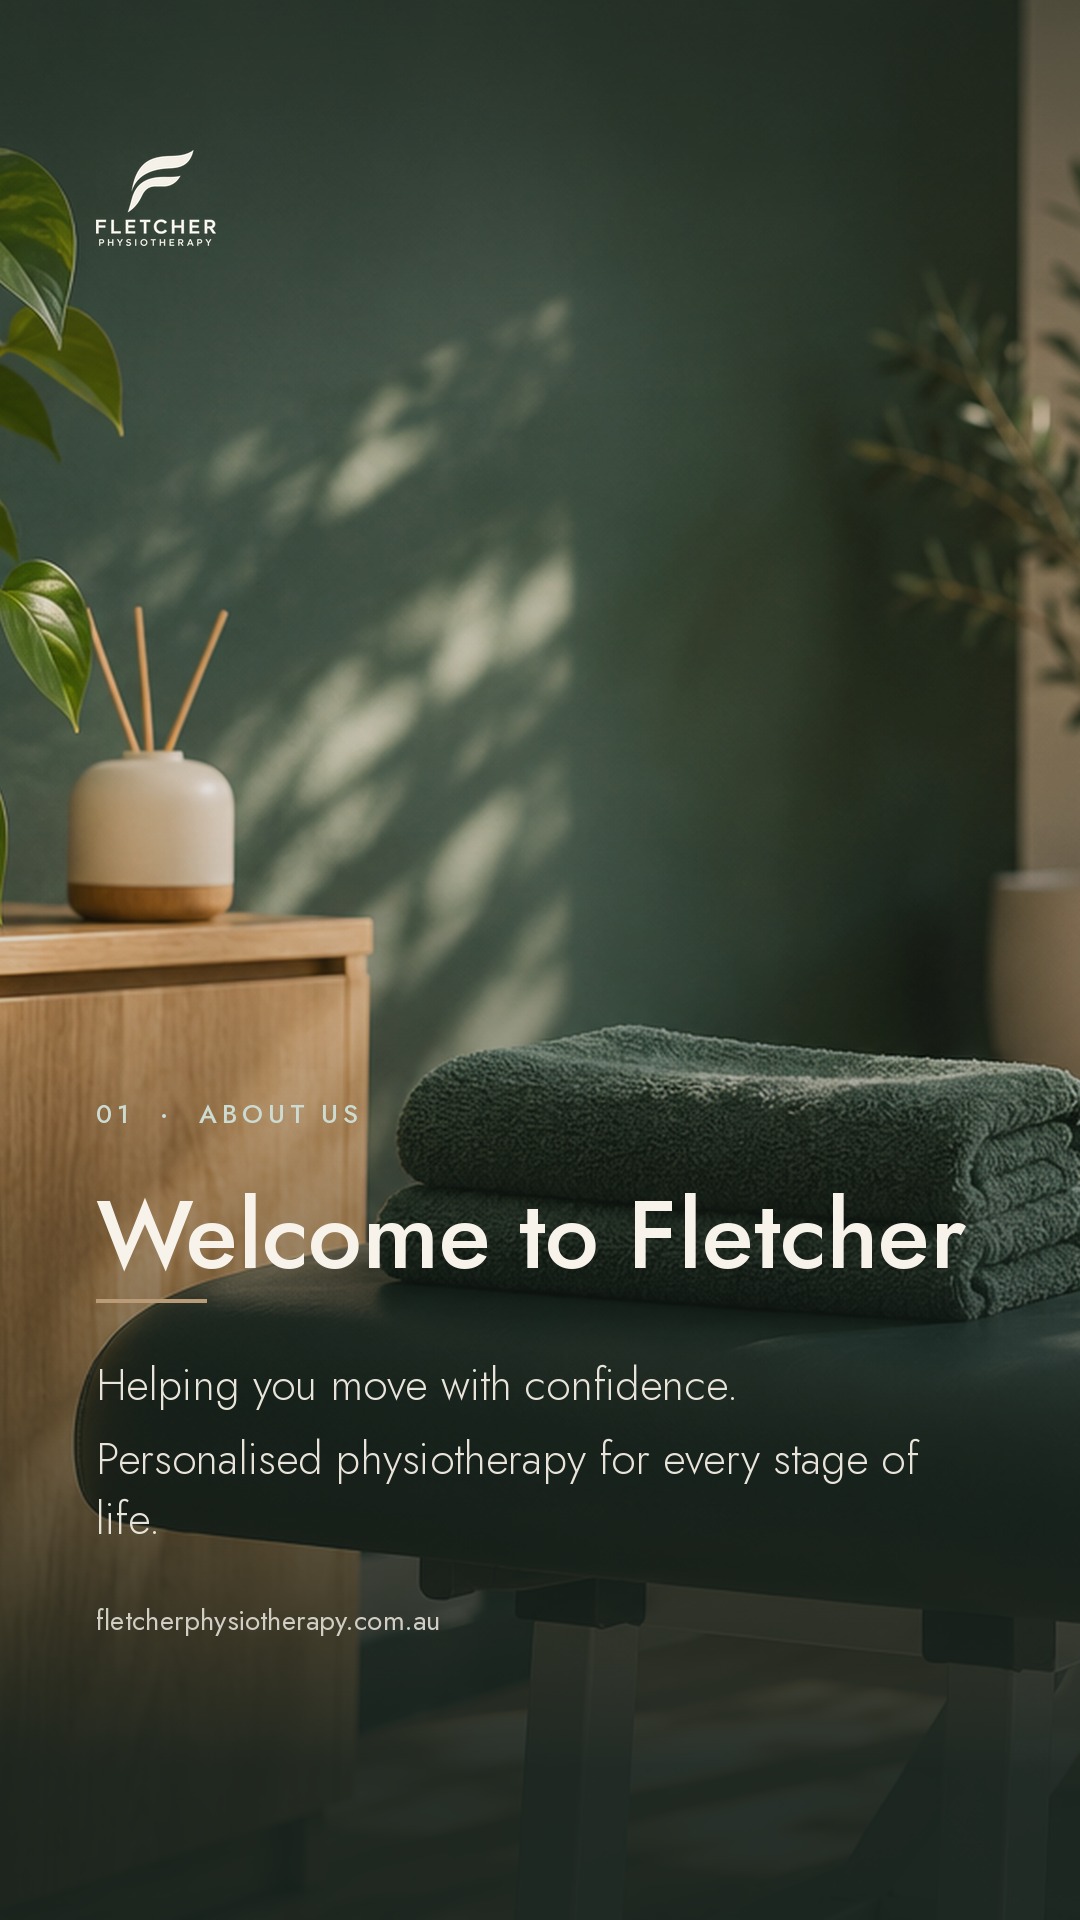 FLETCHER
PHYSIOTHERAPY
01 · ABOUT US
Welcome to Fletcher
Helping you move with confidence.
Personalised physiotherapy for every stage of
life.
fletcherphysiotherapy.com.au